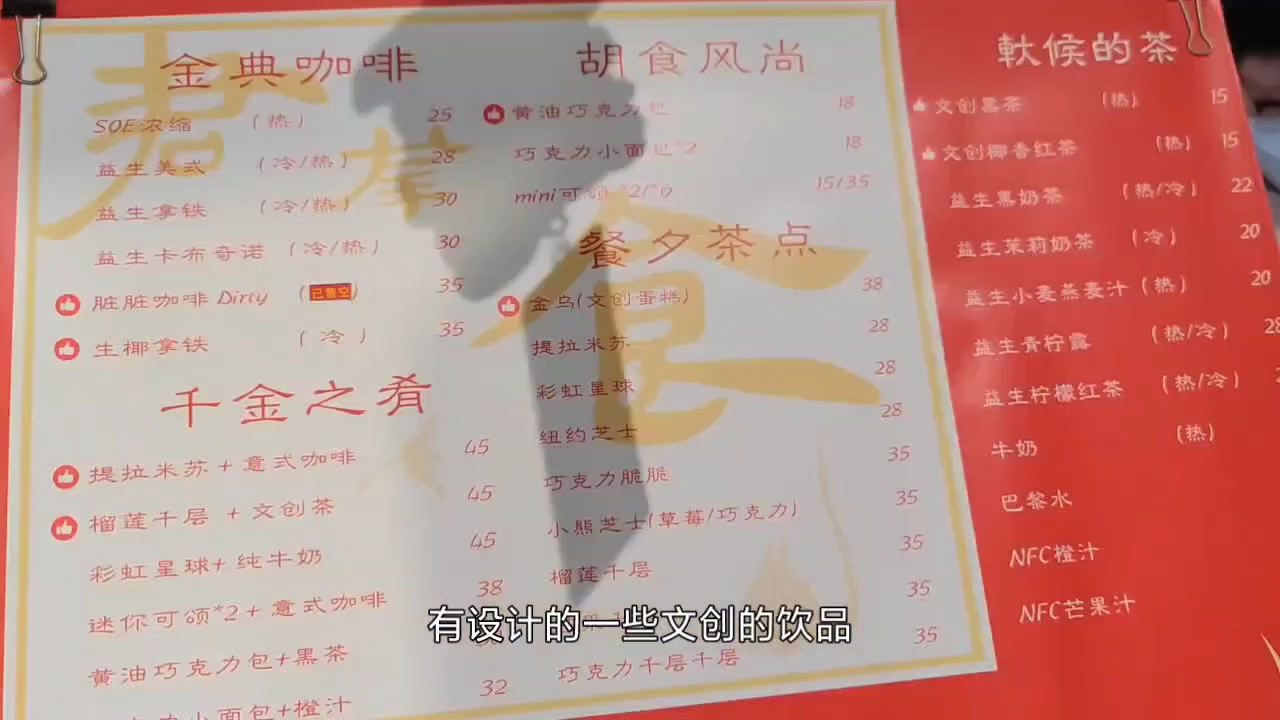 金典咖啡
SOE浓缩 （热） 25
益生美式 （冷/热） 28
益生拿铁 （冷/热） 30
益生卡布奇诺 （冷/热） 30
脏脏咖啡 Dirty （已售空） 35
生椰拿铁 （冷） 35
千金之肴
提拉米苏+意式咖啡 45
榴莲千层+文创茶 45
彩虹星球+纯牛奶 45
迷你可颂*2+意式咖啡 38
黄油巧克力包+黑茶
小面包+橙汁 32
胡食风尚
黄油巧克力包 18
巧克力小面包*2 18
mini可颂*2/*6 15/35
餐夕茶点
金乌(文创蛋糕) 38
提拉米苏 28
彩虹星球 28
纽约芝士 28
巧克力脆脆 35
小熊芝士(草莓/巧克力) 35
榴莲千层 35
35
巧克力千层千层 35
軑候的茶
文创黑茶 （热） 15
文创椰香红茶 （热） 15
益生黑奶茶 （热/冷） 22
益生茉莉奶茶 （冷） 20
益生小麦燕麦汁（热） 20
益生青柠露 （热/冷）
益生柠檬红茶 （热/冷）
牛奶 （热）
巴黎水
NFC橙汁
NFC芒果汁
有设计的一些文创的饮品